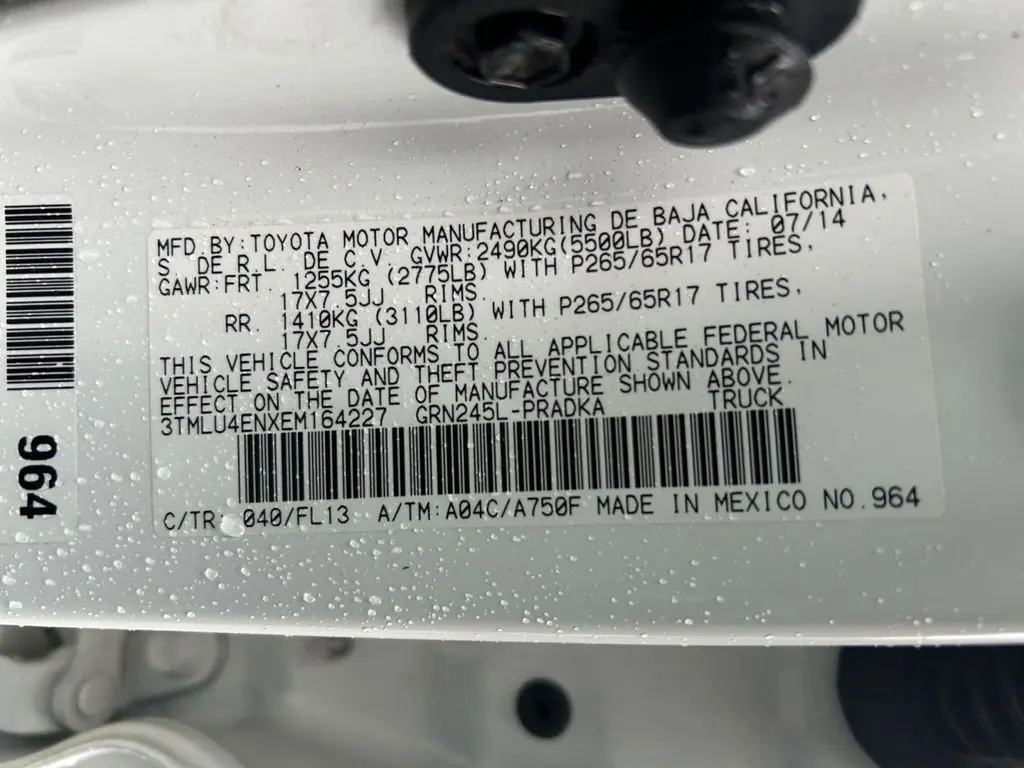 MFD.BY:TOYOTA MOTOR MANUFACTURING DE BAJA CALIFORNIA,
S. DE R.L. DE C.V. GVWR:2490KG(5500LB) DATE: 07/14
GAWR:FRT. 1255KG (2775LB) WITH P265/65R17 TIRES,
17X7.5JJ RIMS.
RR. 1410KG (3110LB) WITH P265/65R17 TIRES,
17X7.5JJ RIMS.
THIS VEHICLE CONFORMS TO ALL APPLICABLE FEDERAL MOTOR
VEHICLE SAFETY AND THEFT PREVENTION STANDARDS IN
EFFECT ON THE DATE OF MANUFACTURE SHOWN ABOVE.
3TMLU4ENXEM164227 GRN245L-PRADKA TRUCK
C/TR: 040/FL13 A/TM:A04C/A750F MADE IN MEXICO NO.964
964